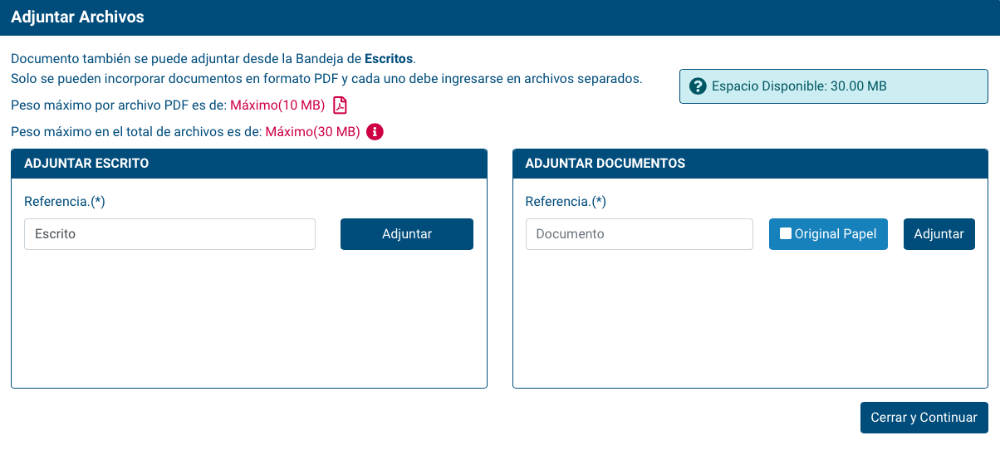 Adjuntar Archivos
Documento también se puede adjuntar desde la Bandeja de Escritos.
Solo se pueden incorporar documentos en formato PDF y cada uno debe ingresarse en archivos separados.
Espacio Disponible: 30.00 MB
Peso máximo por archivo PDF es de: Máximo(10 MB)
Peso máximo en el total de archivos es de: Máximo(30 MB)
ADJUNTAR ESCRITO
Referencia.(*)
Escrito
Adjuntar
ADJUNTAR DOCUMENTOS
Referencia.(*)
Documento
Original Papel
Adjuntar
Cerrar y Continuar